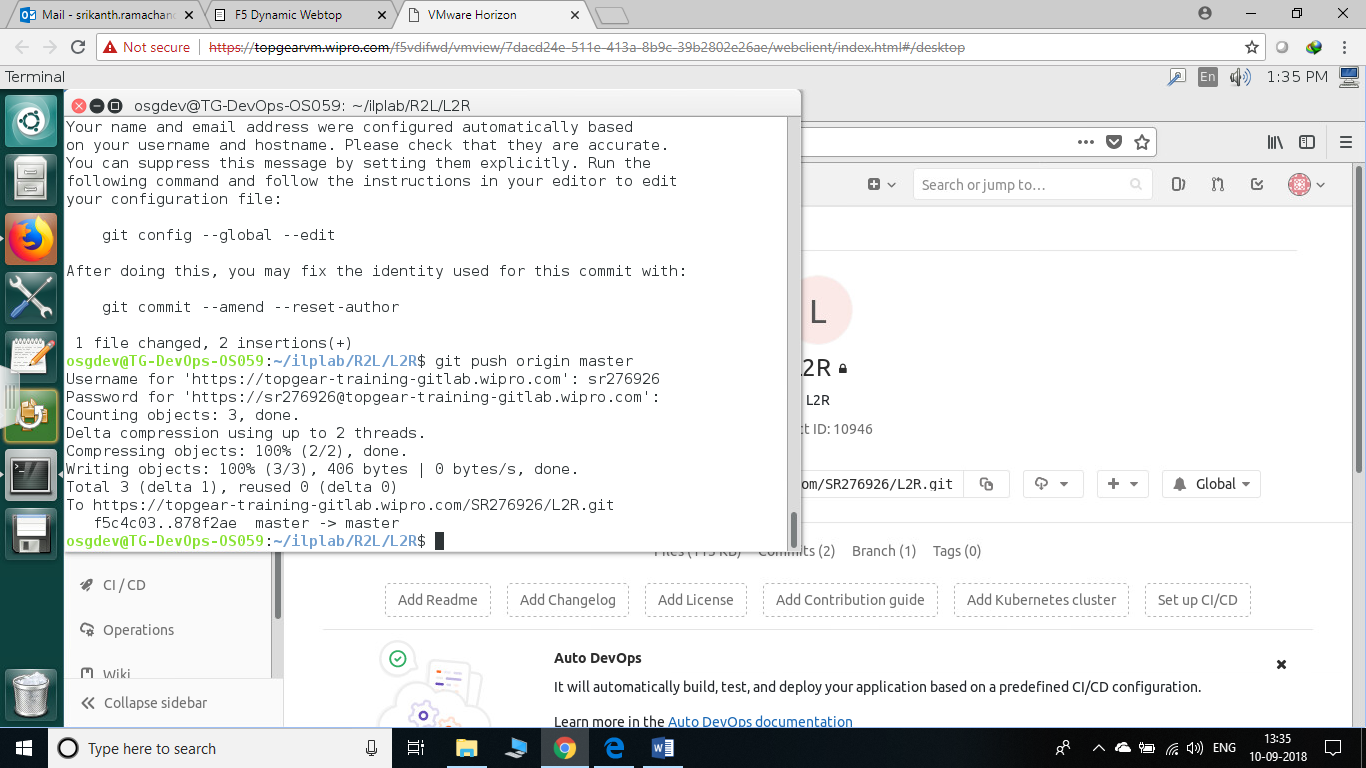 Mail - srikanth.ramachan
F5 Dynamic Webtop
VMware Horizon
Not secure
https://topgearvm.wipro.com/f5vdifwd/vmview/7dacd24e-511e-413a-8b9c-39b2802e26ae/webclient/index.html#/desktop
Terminal
En
1:35 PM
osgdev@TG-DevOps-OS059: ~/ilplab/R2L/L2R
Your name and email address were configured automatically based
on your username and hostname. Please check that they are accurate.
You can suppress this message by setting them explicitly. Run the
following command and follow the instructions in your editor to edit
your configuration file:
git config --global --edit
After doing this, you may fix the identity used for this commit with:
git commit --amend --reset-author
1 file changed, 2 insertions(+)
osgdev@TG-DevOps-OS059:~/ilplab/R2L/L2R$ git push origin master
Username for 'https://topgear-training-gitlab.wipro.com': sr276926
Password for 'https://sr276926@topgear-training-gitlab.wipro.com':
Counting objects: 3, done.
Delta compression using up to 2 threads.
Compressing objects: 100% (2/2), done.
Writing objects: 100% (3/3), 406 bytes | 0 bytes/s, done.
Total 3 (delta 1), reused 0 (delta 0)
To https://topgear-training-gitlab.wipro.com/SR276926/L2R.git
f5c4c03..878f2ae  master -> master
osgdev@TG-DevOps-OS059:~/ilplab/R2L/L2R$
Search or jump to…
L
L2R
L2R
ct ID: 10946
om/SR276926/L2R.git
Global
Files (113 KB)
Commits (2)
Branch (1)
Tags (0)
CI / CD
Operations
Wiki
Collapse sidebar
Add Readme
Add Changelog
Add License
Add Contribution guide
Add Kubernetes cluster
Set up CI/CD
Auto DevOps
It will automatically build, test, and deploy your application based on a predefined CI/CD configuration.
Learn more in the Auto DevOps documentation
Type here to search
ENG
13:35
10-09-2018